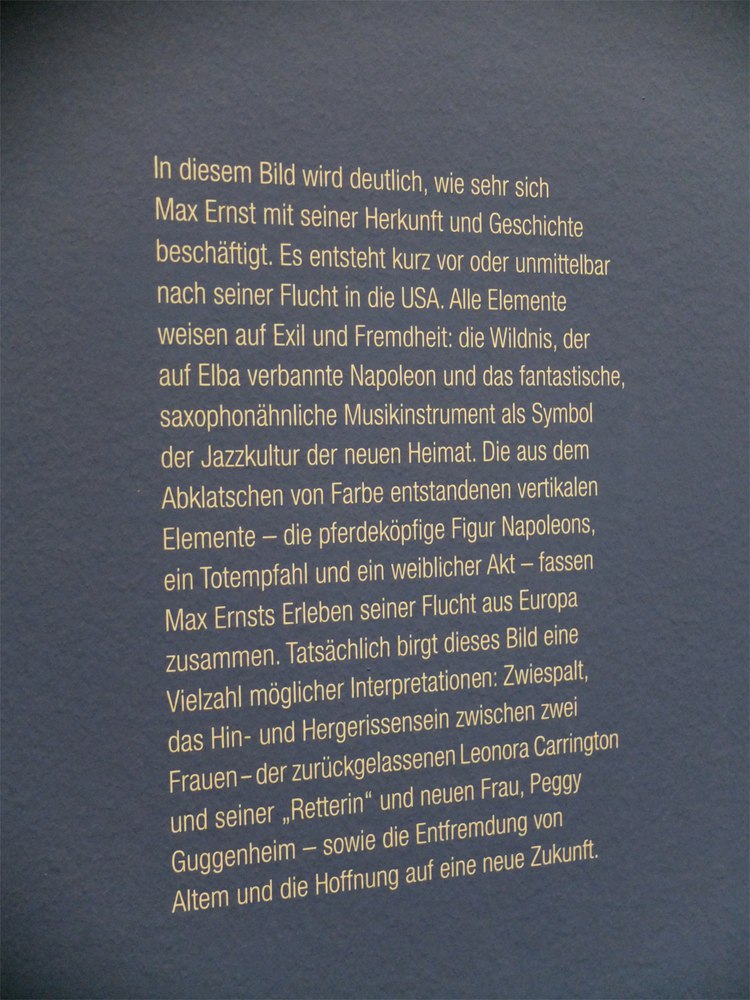 In diesem Bild wird deutlich, wie sehr sich
Max Ernst mit seiner Herkunft und Geschichte
beschäftigt. Es entsteht kurz vor oder unmittelbar
nach seiner Flucht in die USA. Alle Elemente
weisen auf Exil und Fremdheit: die Wildnis, der
auf Elba verbannte Napoleon und das fantastische,
saxophonähnliche Musikinstrument als Symbol
der Jazzkultur der neuen Heimat. Die aus dem
Abklatschen von Farbe entstandenen vertikalen
Elemente – die pferdeköpfige Figur Napoleons,
ein Totempfahl und ein weiblicher Akt – fassen
Max Ernsts Erleben seiner Flucht aus Europa
zusammen. Tatsächlich birgt dieses Bild eine
Vielzahl möglicher Interpretationen: Zwiespalt,
das Hin- und Hergerissensein zwischen zwei
Frauen – der zurückgelassenen Leonora Carrington
und seiner „Retterin“ und neuen Frau, Peggy
Guggenheim – sowie die Entfremdung von
Altem und die Hoffnung auf eine neue Zukunft.